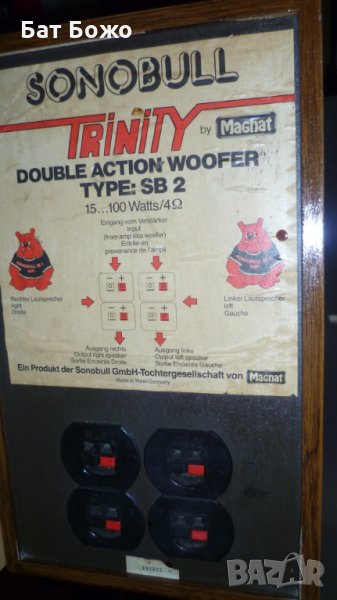 Бат Божо
SONOBULL
TRINITY by Magnat
DOUBLE ACTION WOOFER
TYPE: SB 2
15...100 Watts/4Ω
Eingang vom Verstärker
Input
(from amp into woofer)
Entrée et
provenance de l'ampli
Rechter Lautsprecher
right
Droite
Linker Lautsprecher
left
Gauche
- +
- +
- +
- +
Ausgang rechts
Output right speaker
Sortie Enceinte Droite
Ausgang links
Output left speaker
Sortie Enceinte Gauche
Ein Produkt der Sonobull GmbH-Tochtergesellschaft von Magnat
Made in West-Germany
bazar.bg